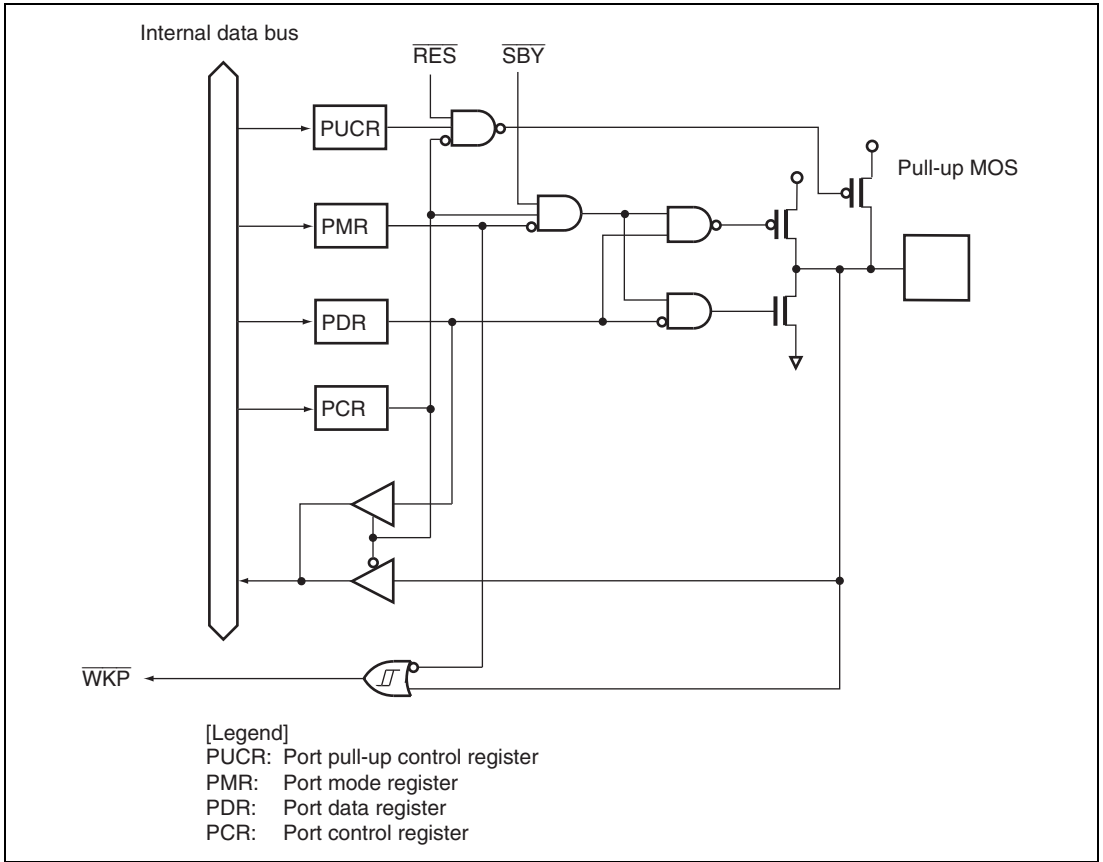 Internal data bus
RES SBY
PUCR
Pull-up MOS
PMR
PDR
PCR
WKP
[Legend]
PUCR: Port pull-up control register
PMR: Port mode register
PDR: Port data register
PCR: Port control register